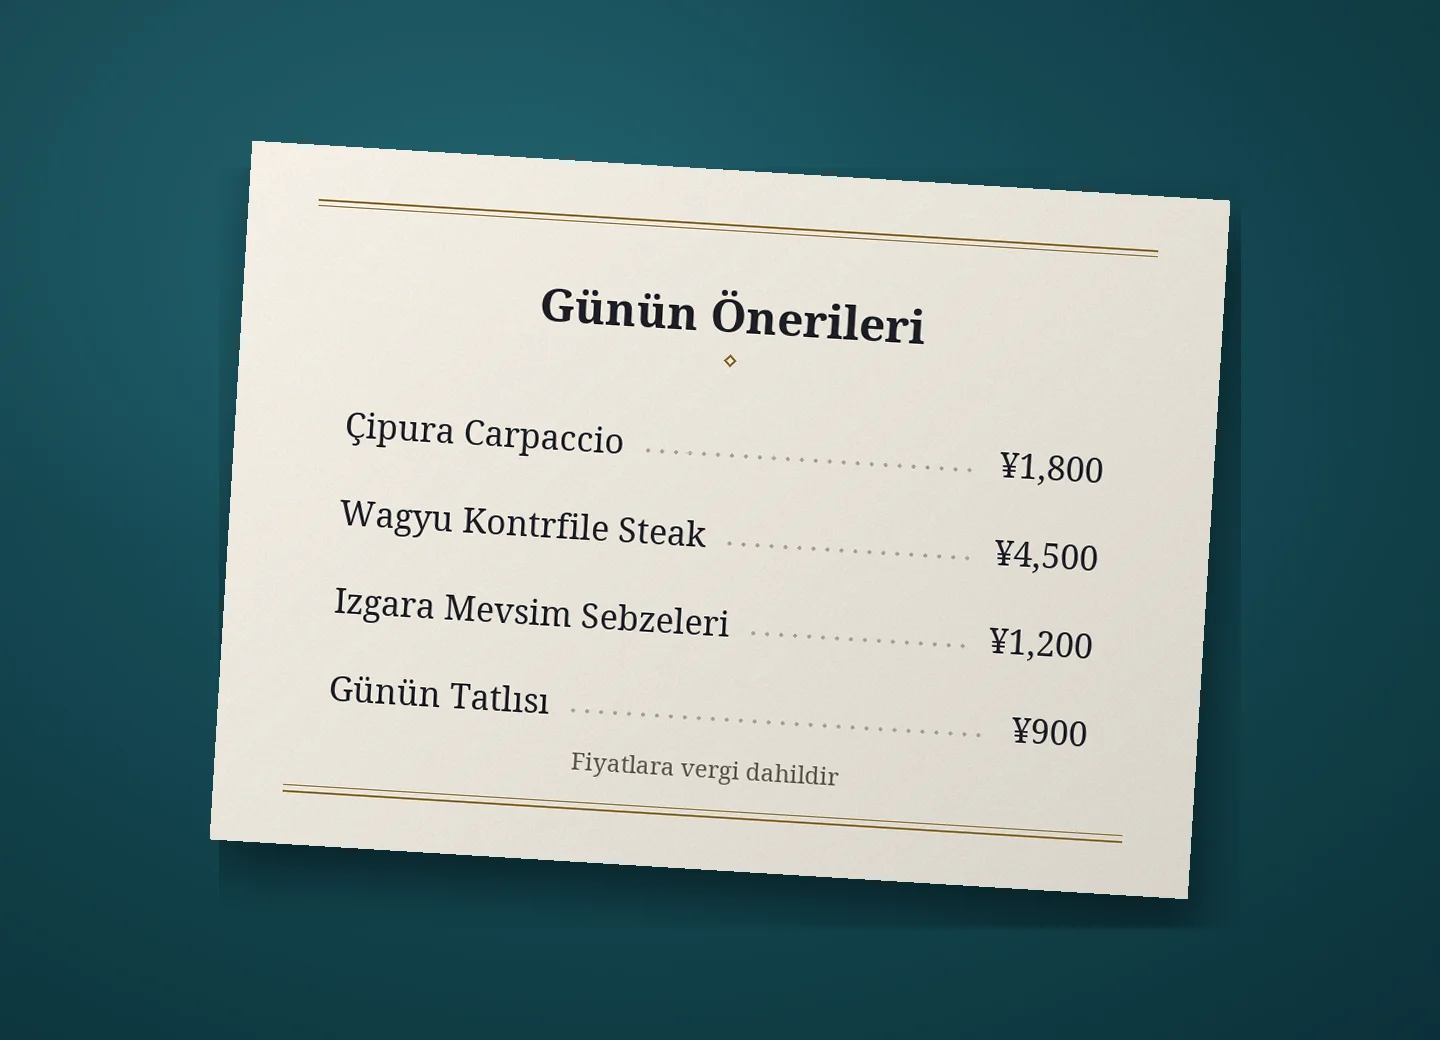 Günün Önerileri
Çipura Carpaccio ¥1,800
Wagyu Kontrfile Steak ¥4,500
Izgara Mevsim Sebzeleri ¥1,200
Günün Tatlısı ¥900
Fiyatlara vergi dahildir